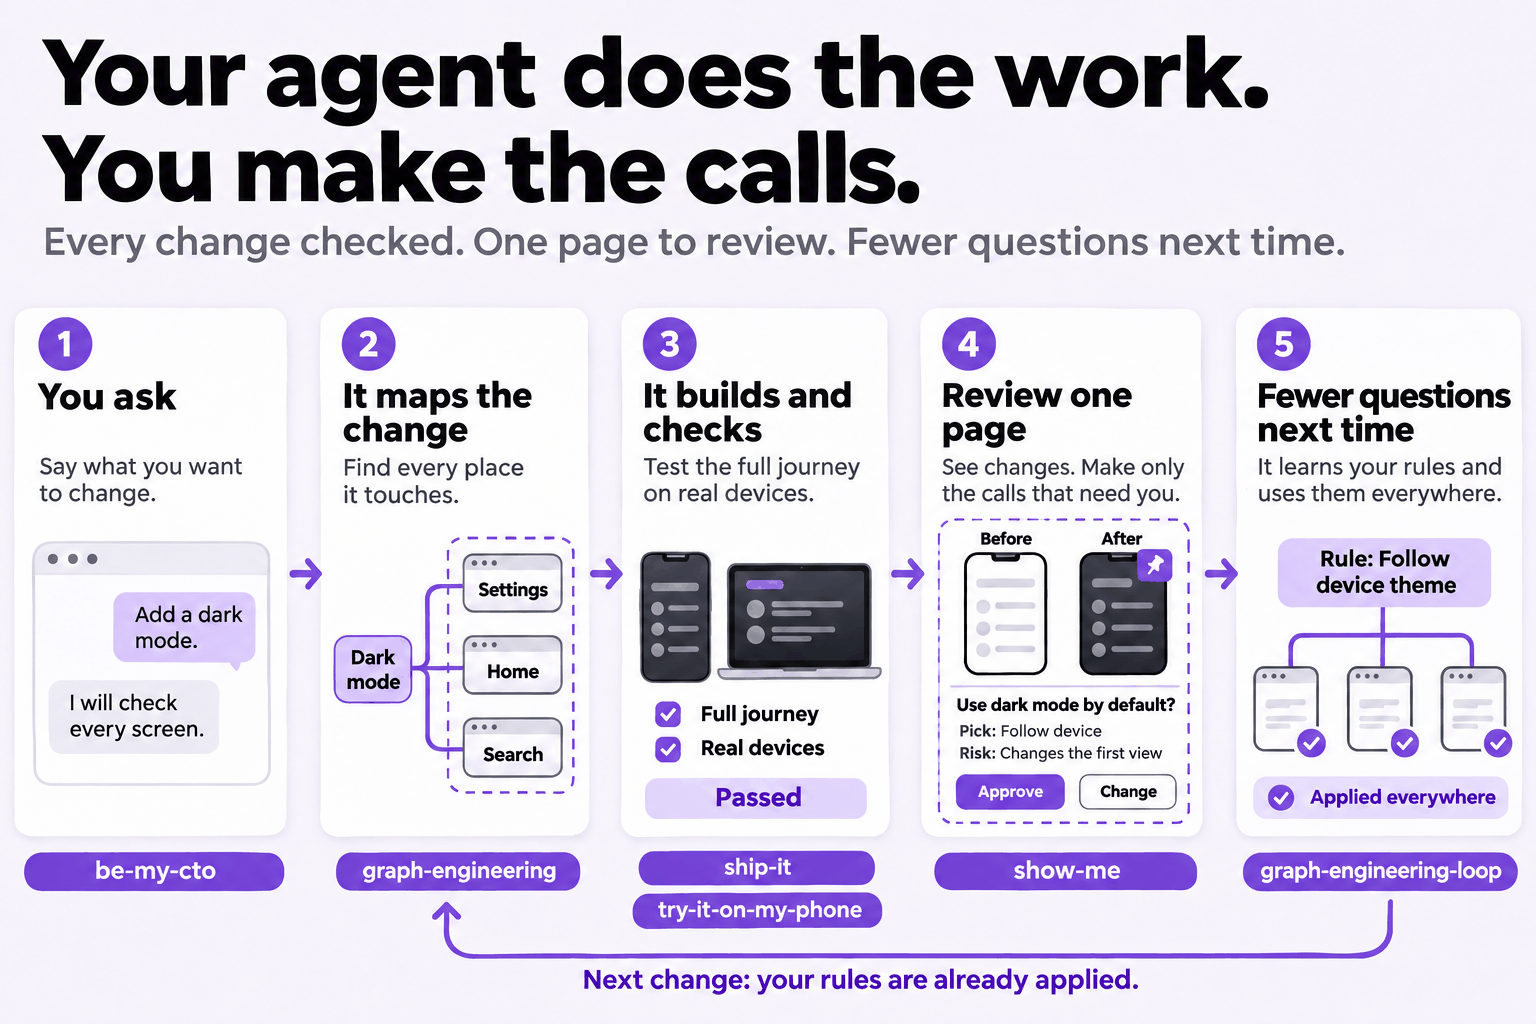 Your agent does the work.
You make the calls.
Every change checked. One page to review. Fewer questions next time.
1
You ask
Say what you want
to change.
Add a dark
mode.
I will check
every screen.
be-my-cto
2
It maps the
change
Find every place
it touches.
Dark
mode
Settings
Home
Search
graph-engineering
3
It builds and
checks
Test the full journey
on real devices.
Full journey
Real devices
Passed
ship-it
try-it-on-my-phone
4
Review one
page
See changes. Make only
the calls that need you.
Before
After
Use dark mode by default?
Pick: Follow device
Risk: Changes the first view
Approve
Change
show-me
5
Fewer questions
next time
It learns your rules and
uses them everywhere.
Rule: Follow
device theme
Applied everywhere
graph-engineering-loop
Next change: your rules are already applied.